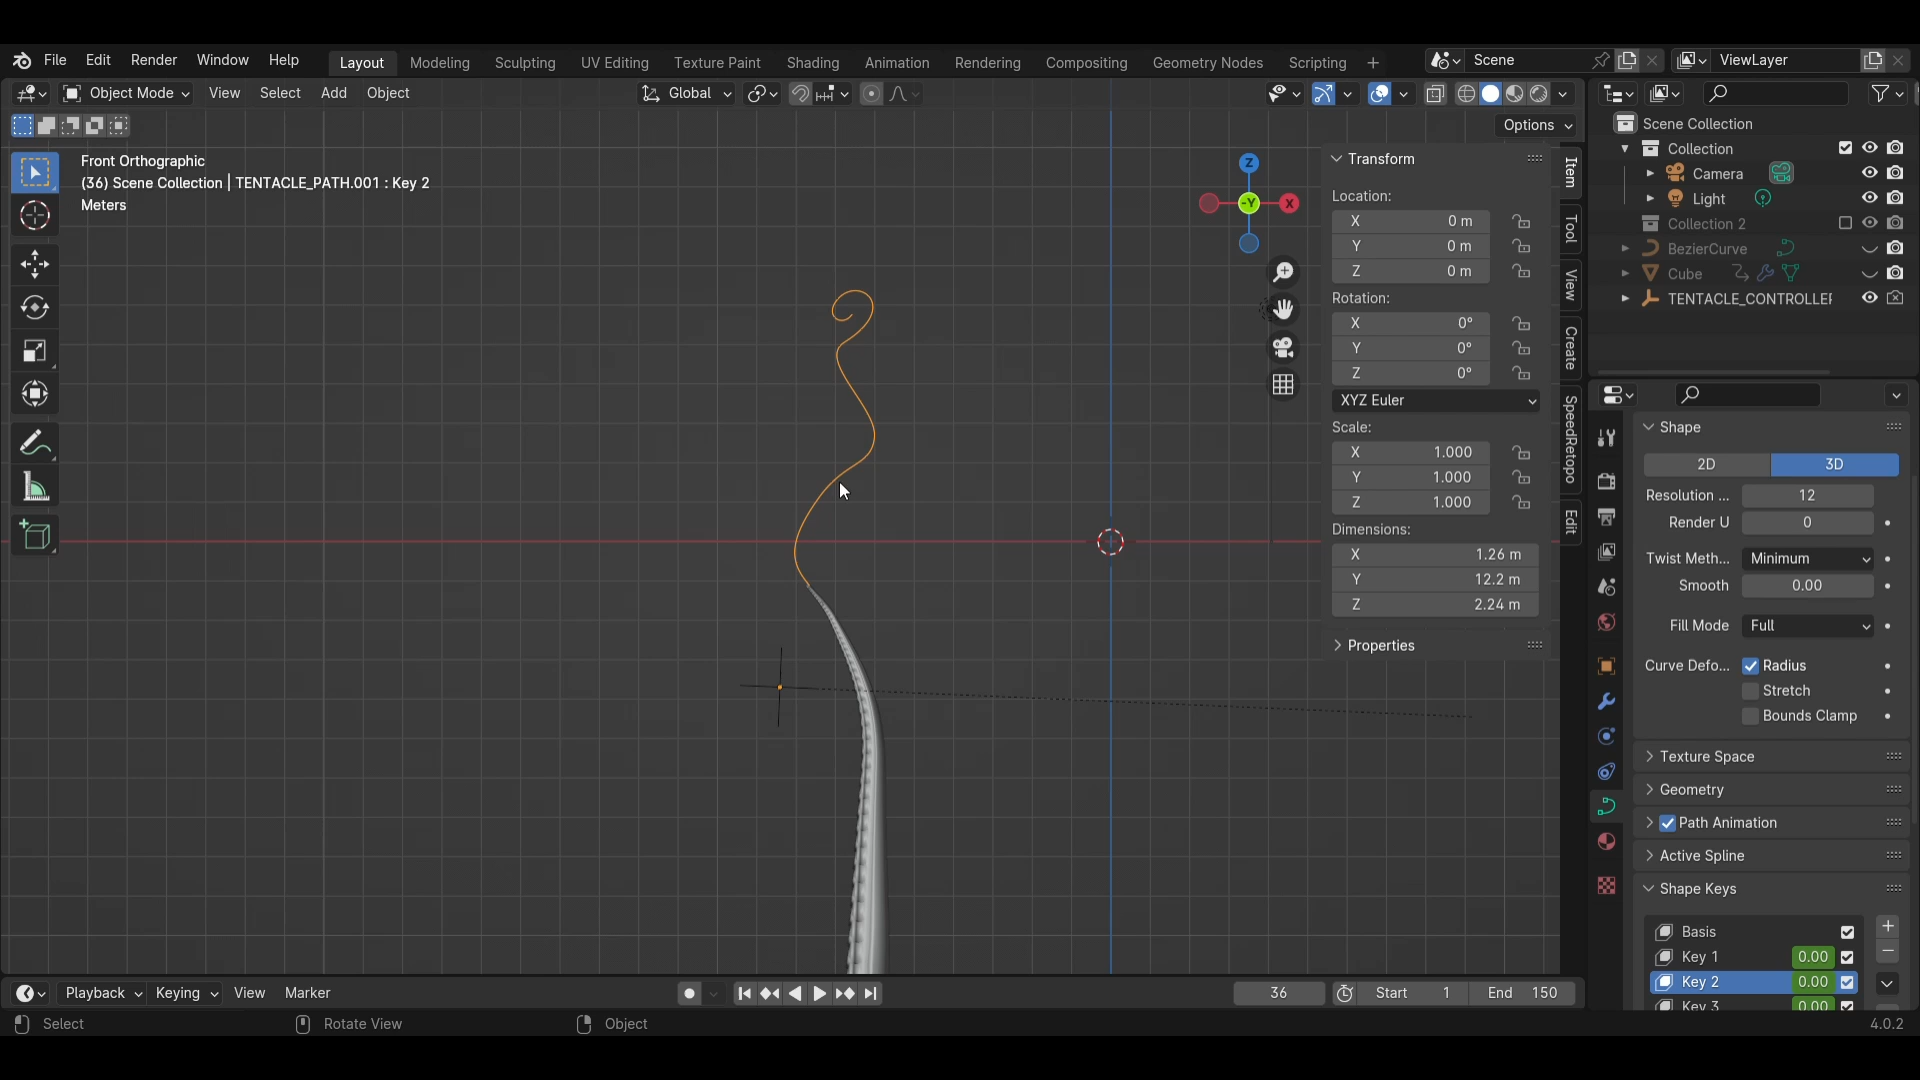 File Edit Render Window Help Layout Modeling Sculpting UV Editing Texture Paint Shading Animation Rendering Compositing Geometry Nodes Scripting + Scene ViewLayer
Object Mode View Select Add Object Global
Options
Front Orthographic
(36) Scene Collection | TENTACLE_PATH.001 : Key 2
Meters
Z
-Y
X
Transform
Location:
X 0 m
Y 0 m
Z 0 m
Rotation:
X 0°
Y 0°
Z 0°
XYZ Euler
Scale:
X 1.000
Y 1.000
Z 1.000
Dimensions:
X 1.26 m
Y 12.2 m
Z 2.24 m
Properties
Item
Tool
View
Create
SpeedRetopo
Edit
Scene Collection
Collection
Camera
Light
Collection 2
BezierCurve
Cube
TENTACLE_CONTROLLEF
Shape
2D 3D
Resolution ... 12
Render U 0
Twist Meth... Minimum
Smooth 0.00
Fill Mode Full
Curve Defo... Radius
Stretch
Bounds Clamp
Texture Space
Geometry
Path Animation
Active Spline
Shape Keys
Basis
Key 1 0.00
Key 2 0.00
Key 3 0.00
Playback Keying View Marker 36 Start 1 End 150
Select Rotate View Object 4.0.2